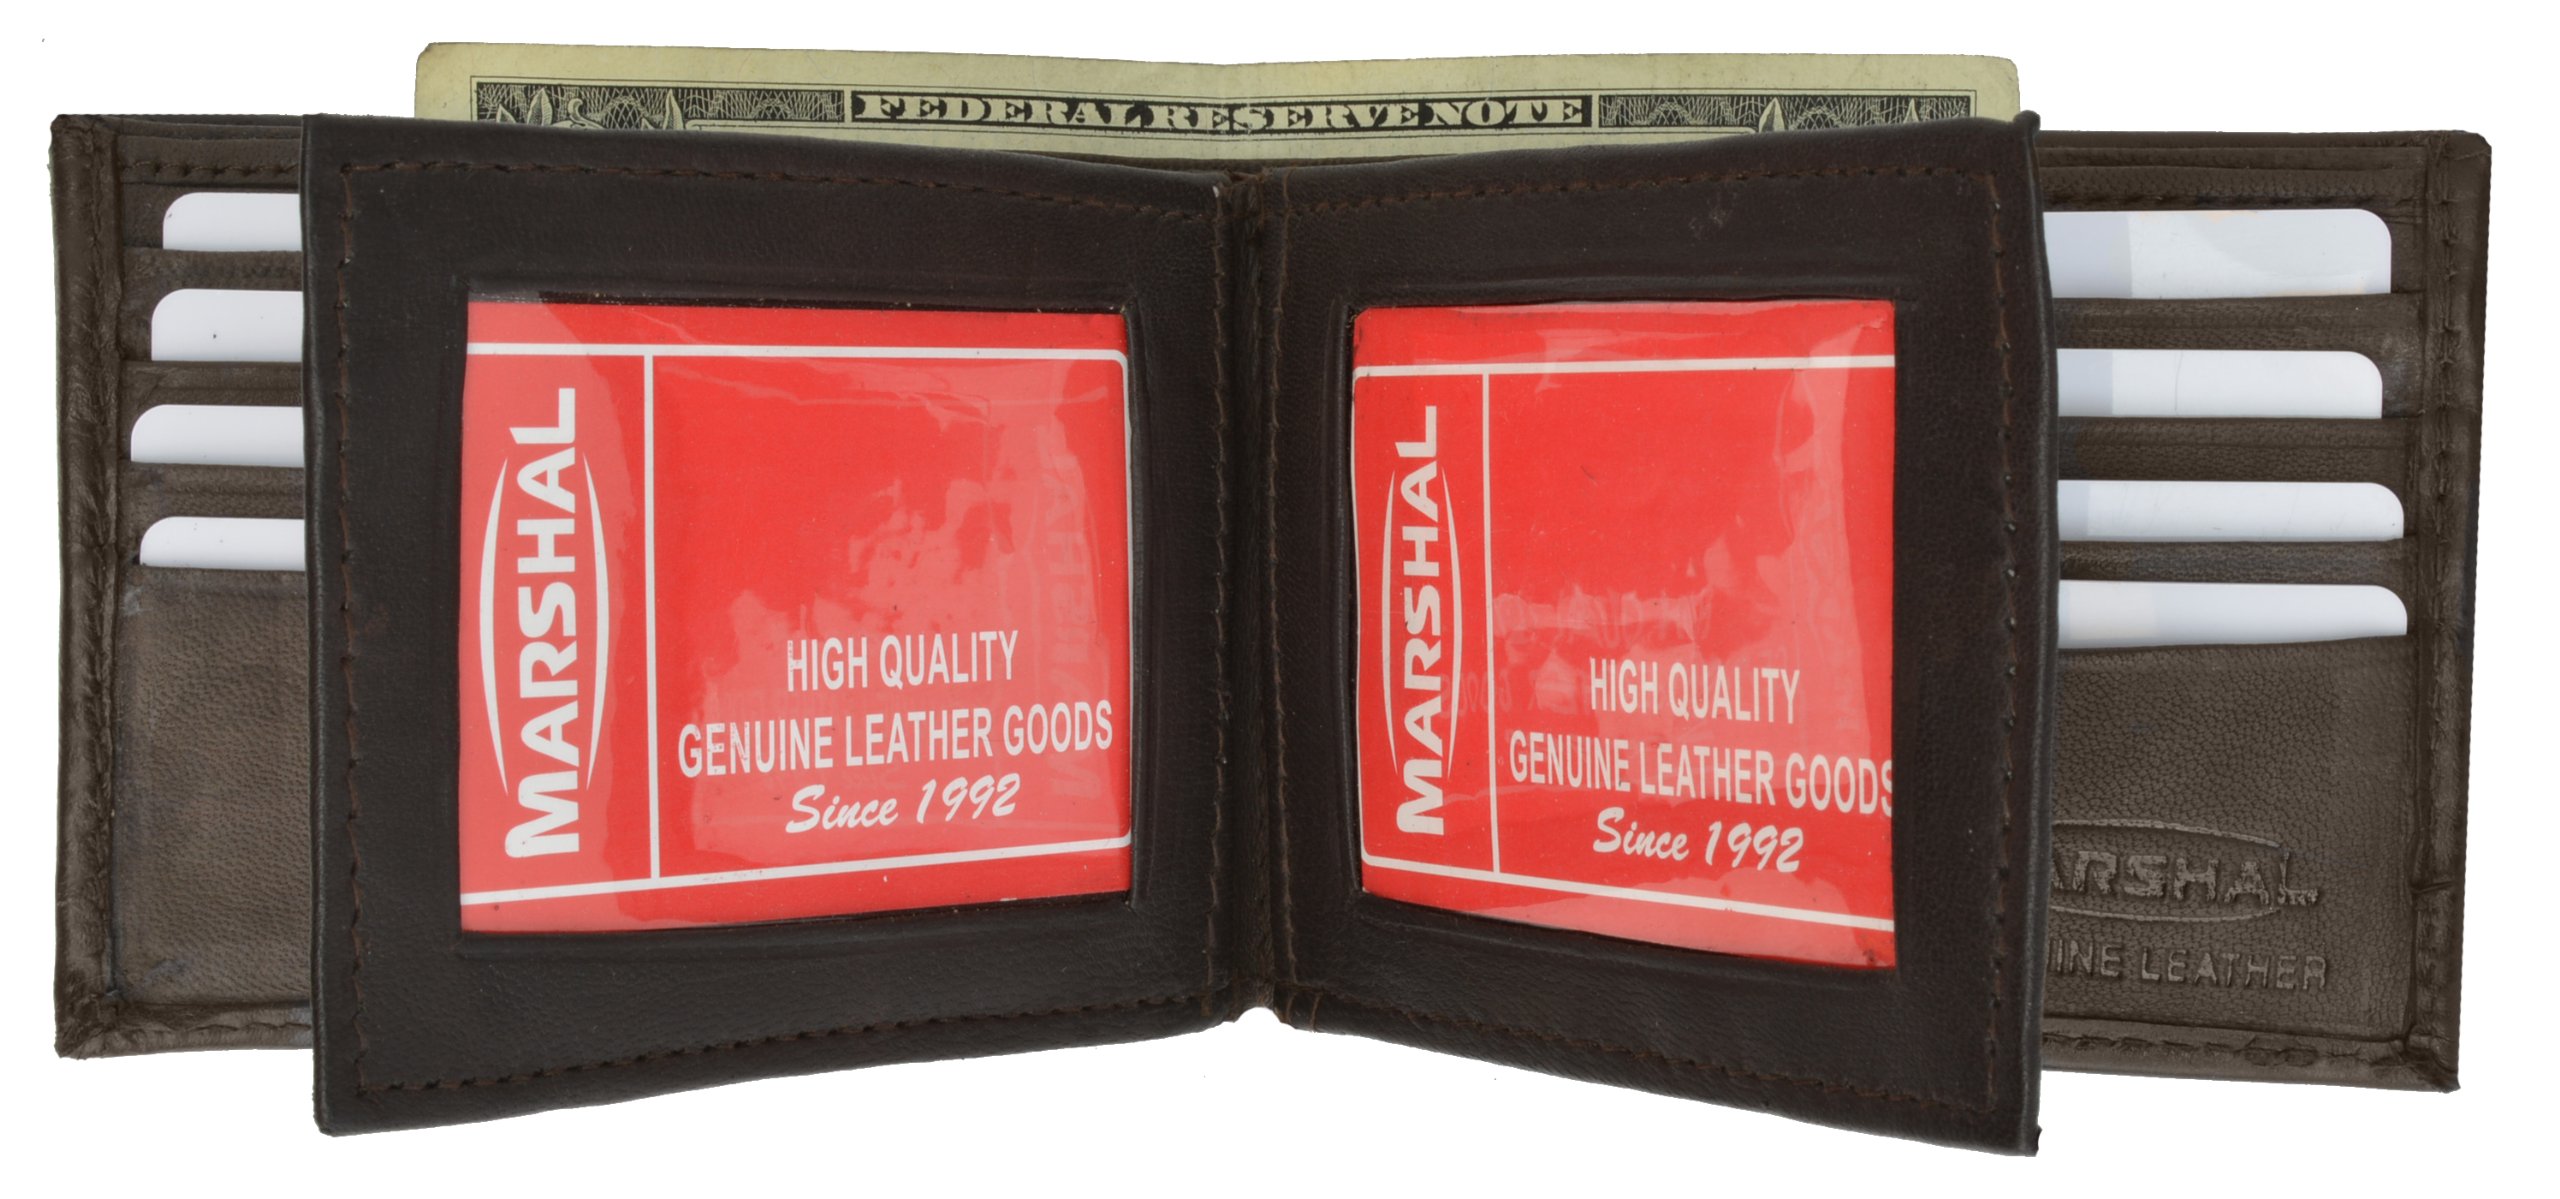 FEDERAL RESERVE NOTE
MARSHAL
HIGH QUALITY
GENUINE LEATHER GOODS
Since 1992
MARSHAL
HIGH QUALITY
GENUINE LEATHER GOODS
Since 1992
ARSHAL
INE LEATHER